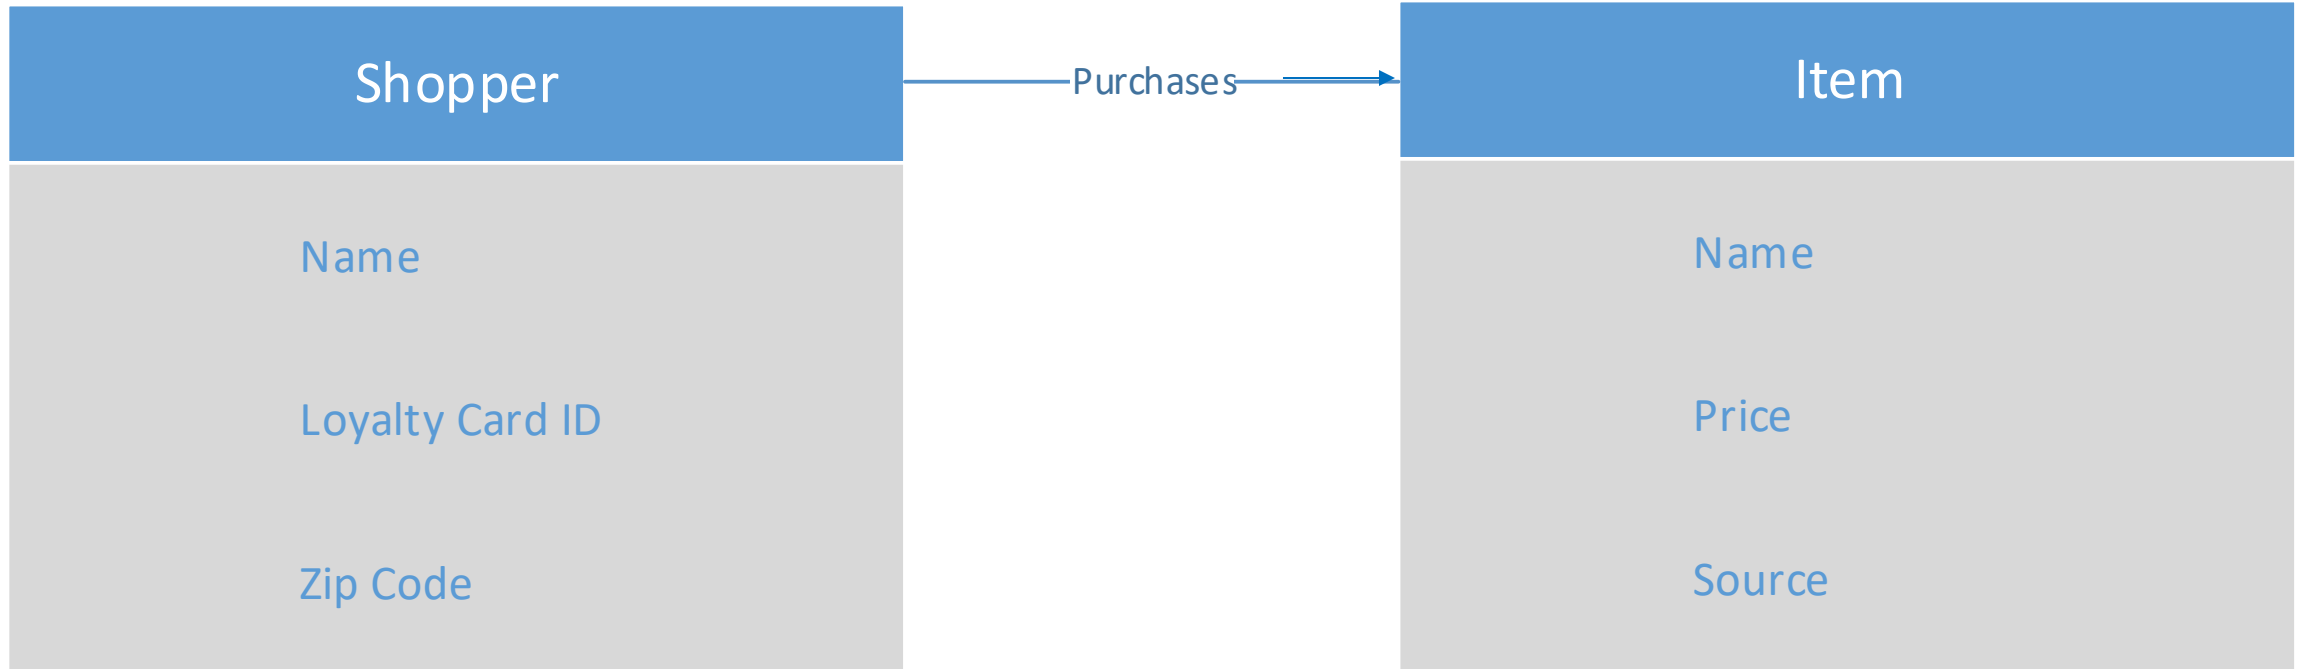 Shopper
Purchases
Item
Name
Loyalty Card ID
Zip Code
Name
Price
Source